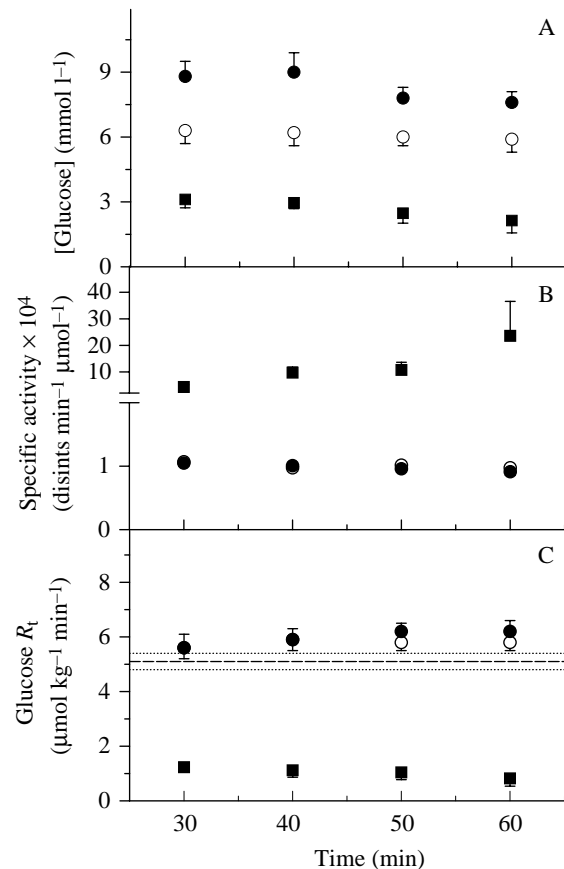 A
9
6
3
0
[Glucose] (mmol l⁻¹)
B
40
30
20
10
1
0
Specific activity × 10⁴
(disints min⁻¹ μmol⁻¹)
C
8
6
4
2
0
Glucose Rₜ
(μmol kg⁻¹ min⁻¹)
30 40 50 60
Time (min)